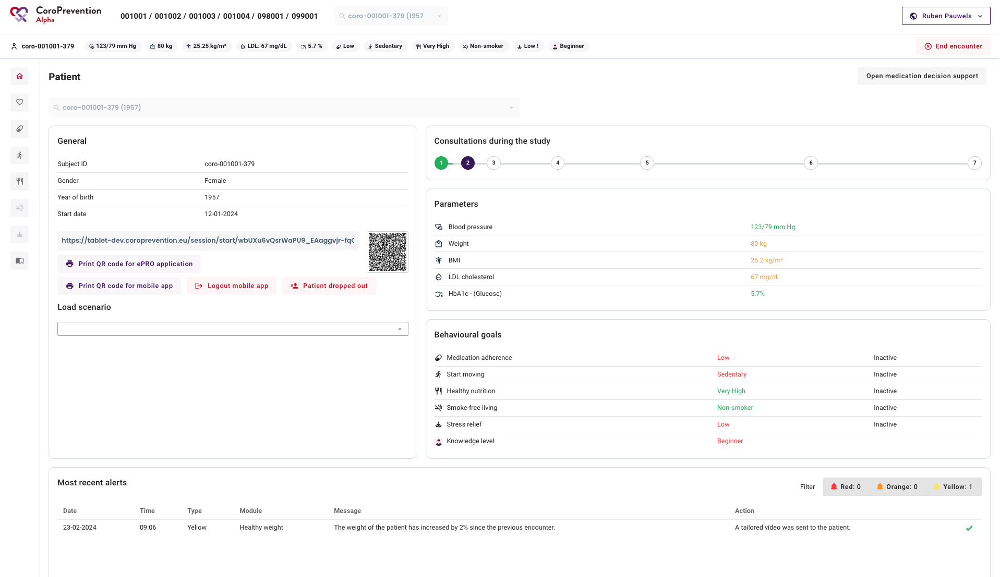 CoroPrevention
Alpha
001001 / 001002 / 001003 / 001004 / 098001 / 099001
coro-001001-379 (1957
Ruben Pauwels
coro-001001-379
123/79 mm Hg
80 kg
25.25 kg/m²
LDL: 67 mg/dL
5.7 %
Low
Sedentary
Very High
Non-smoker
Low !
Beginner
End encounter
Patient
Open medication decision support
coro-001001-379 (1957)
General
Subject ID coro-001001-379
Gender Female
Year of birth 1957
Start date 12-01-2024
https://tablet-dev.coroprevention.eu/session/start/wbUXu6vQsrWaPU9_EAaggvjr-fq
Print QR code for ePRO application
Print QR code for mobile app
Logout mobile app
Patient dropped out
Load scenario
Consultations during the study
1 2 3 4 5 6 7
Parameters
Blood pressure 123/79 mm Hg
Weight 80 kg
BMI 25.2 kg/m²
LDL cholesterol 67 mg/dL
HbA1c - (Glucose) 5.7%
Behavioural goals
Medication adherence Low Inactive
Start moving Sedentary Inactive
Healthy nutrition Very High Inactive
Smoke-free living Non-smoker Inactive
Stress relief Low Inactive
Knowledge level Beginner
Most recent alerts
Filter
Red: 0
Orange: 0
Yellow: 1
Date Time Type Module Message Action
23-02-2024 09:06 Yellow Healthy weight The weight of the patient has increased by 2% since the previous encounter. A tailored video was sent to the patient.